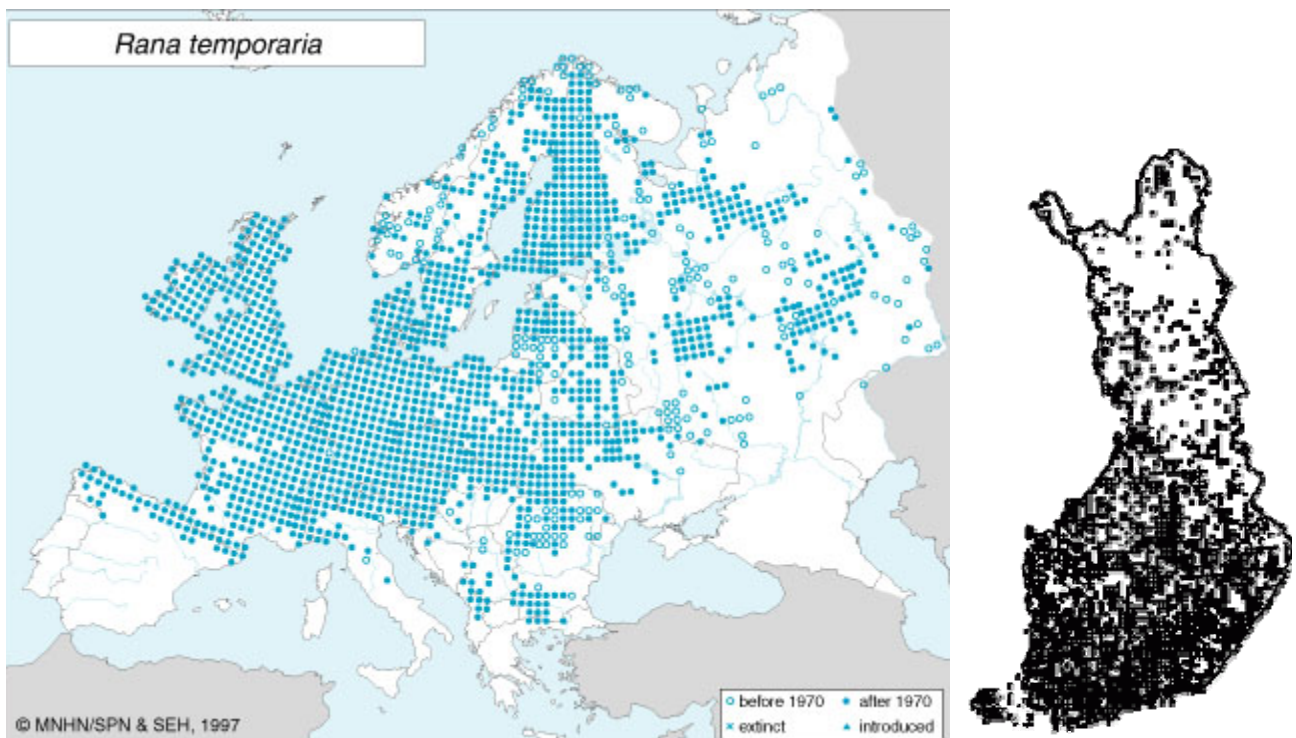 Rana temporaria
before 1970 after 1970
extinct introduced
© MNHN/SPN & SEH, 1997